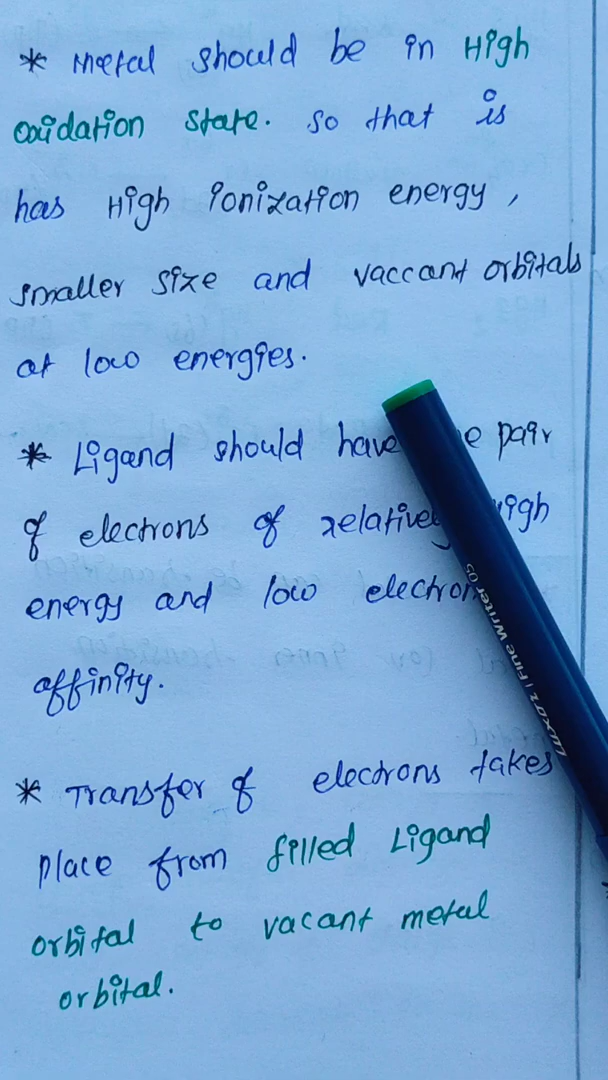 * Metal should be in High
oxidation state. so that is
has High ionization energy,
smaller size and vaccant orbitals
at low energies.
* Ligand should have pair
of electrons of
energy and low
affinity.
* Transfer of electrons takes
place from filled Ligand
orbital to vacant metal
orbital.
LUXOR | Fine Writer 05